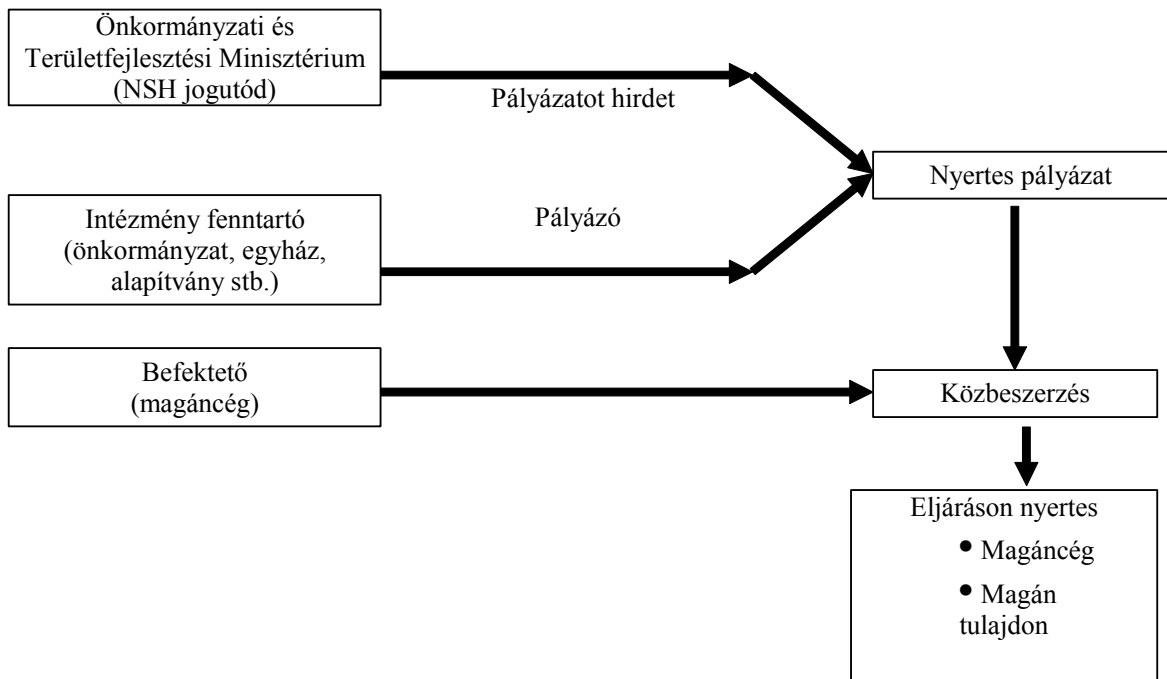 Önkormányzati és
Területfejlesztési Minisztérium
(NSH jogutód)
Pályázatot hirdet
Nyertes pályázat
Intézmény fenntartó
(önkormányzat, egyház,
alapítvány stb.)
Pályázó
Befektető
(magáncég)
Közbeszerzés
Eljáráson nyertes
• Magáncég
• Magán
tulajdon